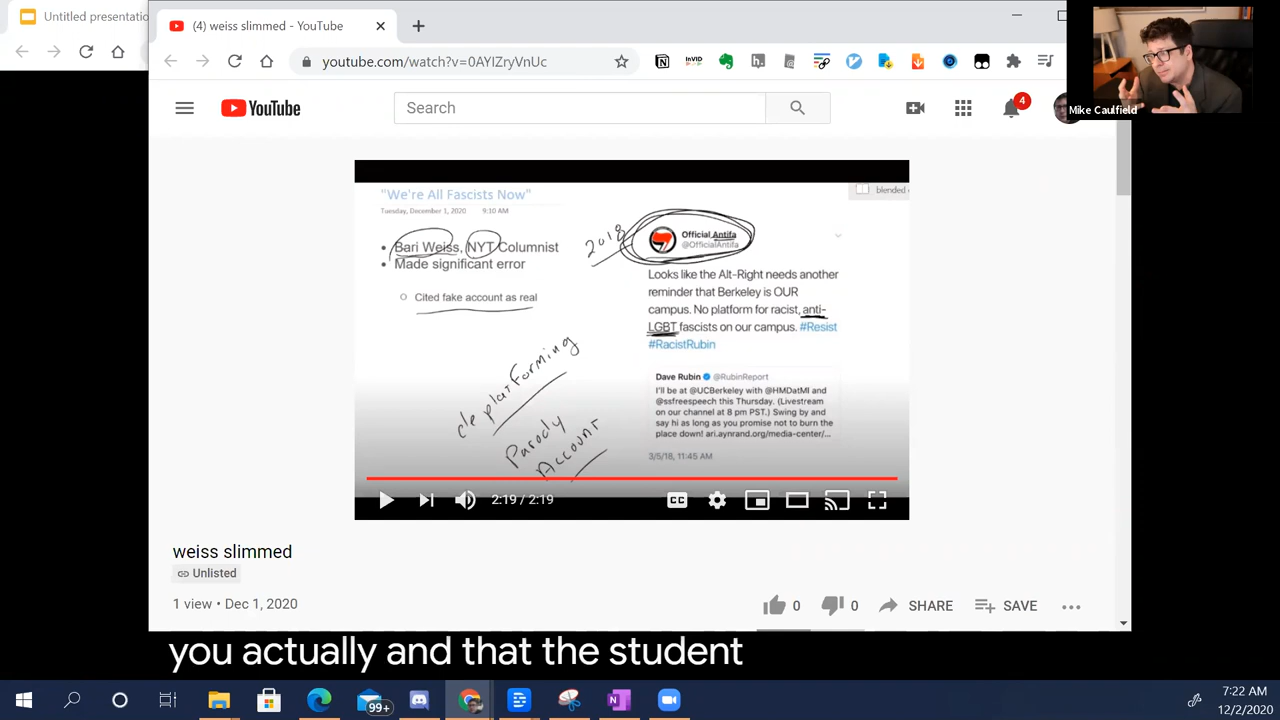 Untitled presentatio
(4) weiss slimmed - YouTube
youtube.com/watch?v=0AYIZryVnUc
Mike Caulfield
YouTube
Search
4
"We're All Fascists Now"
Tuesday, December 1, 2020 9:10 AM
blended
• Bari Weiss, NYT Columnist
• Made significant error
○ Cited fake account as real
2018
deplatforming
Parody
Account
Official Antifa
@OfficialAntifa
Looks like the Alt-Right needs another
reminder that Berkeley is OUR
campus. No platform for racist, anti-
LGBT fascists on our campus. #Resist
#RacistRubin
Dave Rubin @RubinReport
I'll be at @UCBerkeley with @HMDatMI and
@ssfreespeech this Thursday. (Livestream
on our channel at 8 pm PST.) Swing by and
say hi as long as you promise not to burn the
place down! ari.aynrand.org/media-center/...
3/5/18, 11:45 AM
2:19 / 2:19
CC
weiss slimmed
Unlisted
1 view • Dec 1, 2020
0 0 SHARE SAVE
you actually and that the student
99+
7:22 AM
12/2/2020